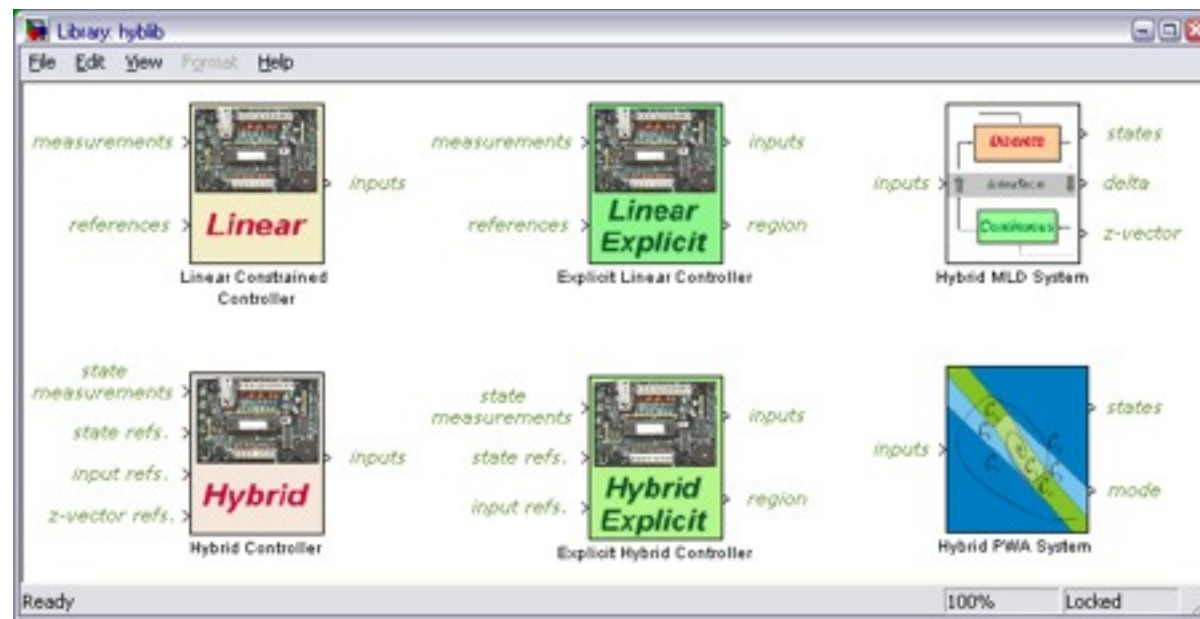 Library: hyblib
File Edit View Format Help
measurements
references
Linear
inputs
Linear Constrained
Controller
measurements
references
Linear
Explicit
inputs
region
Explicit Linear Controller
inputs
Discrete
interface
Continuous
states
delta
z-vector
Hybrid MLD System
state
measurements
state refs.
input refs.
z-vector refs.
Hybrid
inputs
Hybrid Controller
state
measurements
state refs.
input refs.
Hybrid
Explicit
inputs
region
Explicit Hybrid Controller
inputs
states
mode
Hybrid PWA System
Ready
100%
Locked